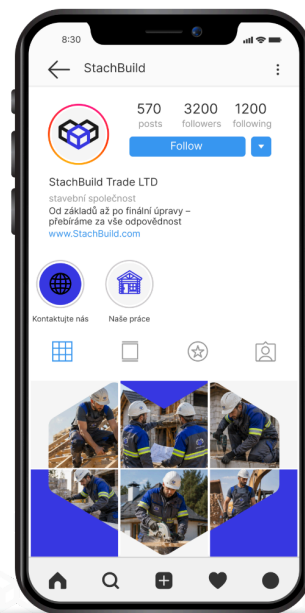 8:30
StachBuild
570 3200 1200
posts followers following
Follow
StachBuild Trade LTD
stavební společnost
Od základů až po finální úpravy –
přebíráme za vše odpovědnost
www.StachBuild.com
Kontaktujte nás Naše práce